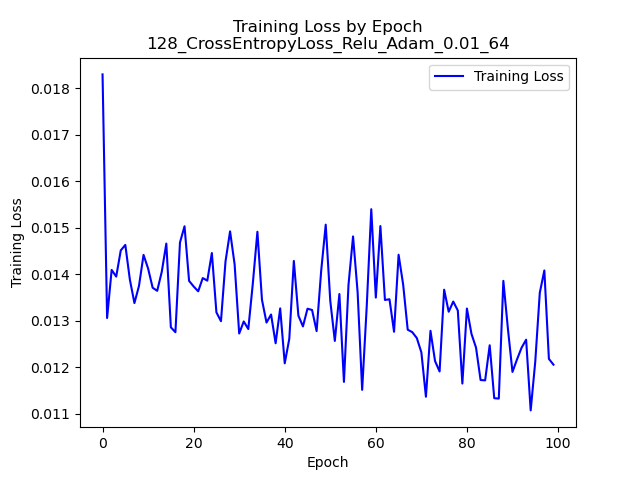 Training Loss by Epoch
128_CrossEntropyLoss_Relu_Adam_0.01_64
Training Loss
0.018
0.017
0.016
0.015
0.014
0.013
0.012
0.011
Training Loss
0
20
40
60
80
100
Epoch